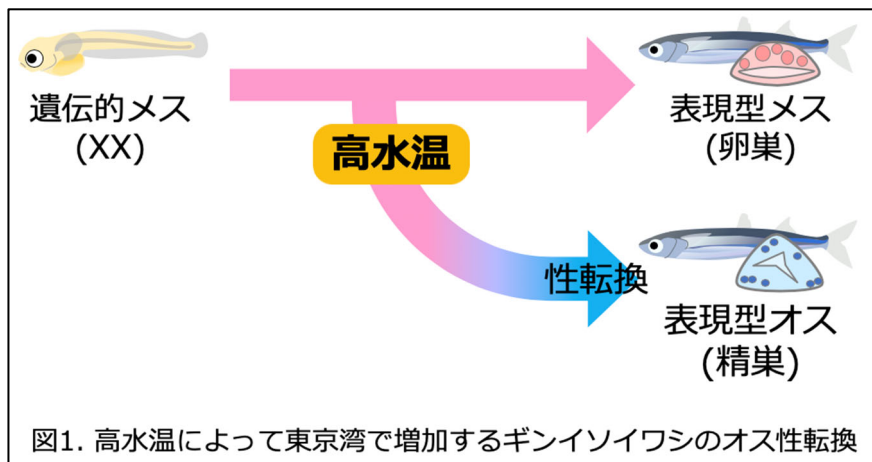 遺伝的メス
(XX)
高水温
表現型メス
(卵巣)
性転換
表現型オス
(精巣)
図1. 高水温によって東京湾で増加するギンイソイワシのオス性転換